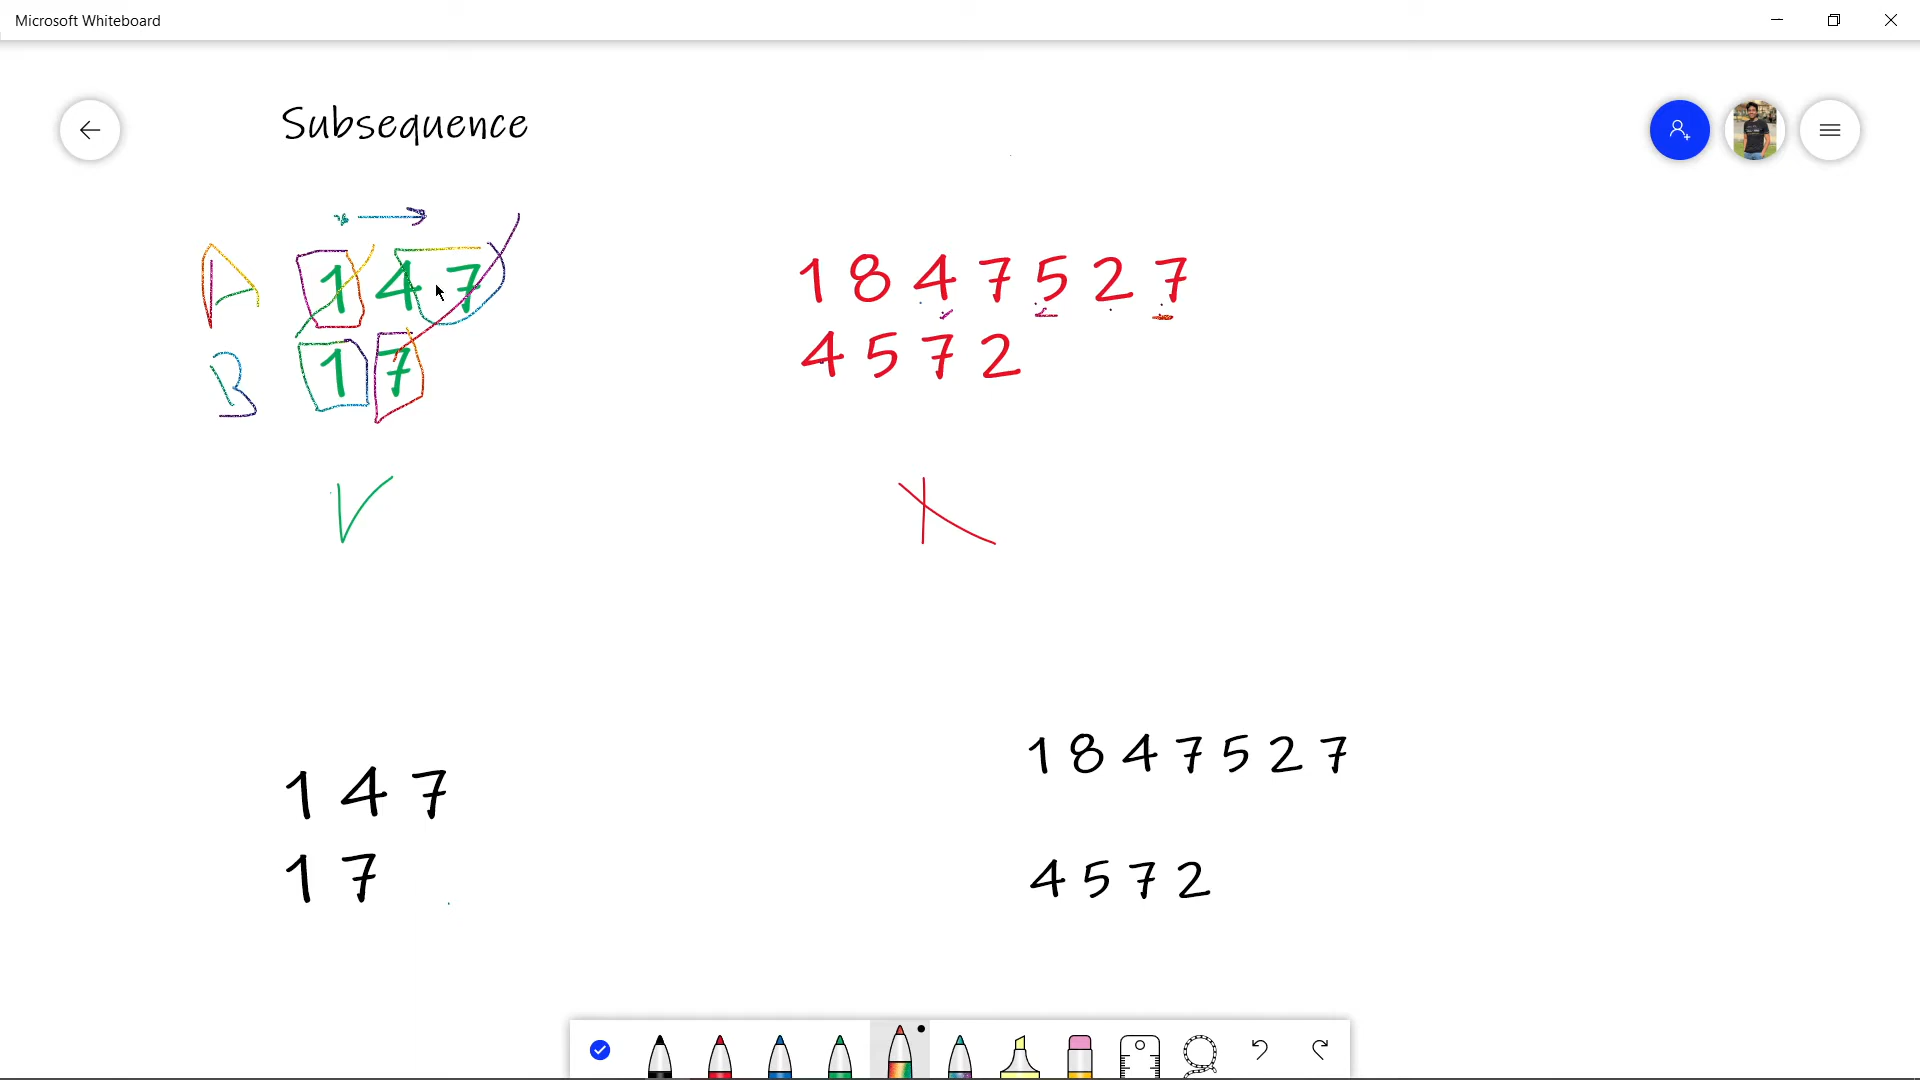 Microsoft Whiteboard
Subsequence
A 1 4 7
B 1 7
1 8 4 7 5 2 7
4 5 7 2
1 4 7
1 7
1 8 4 7 5 2 7
4 5 7 2